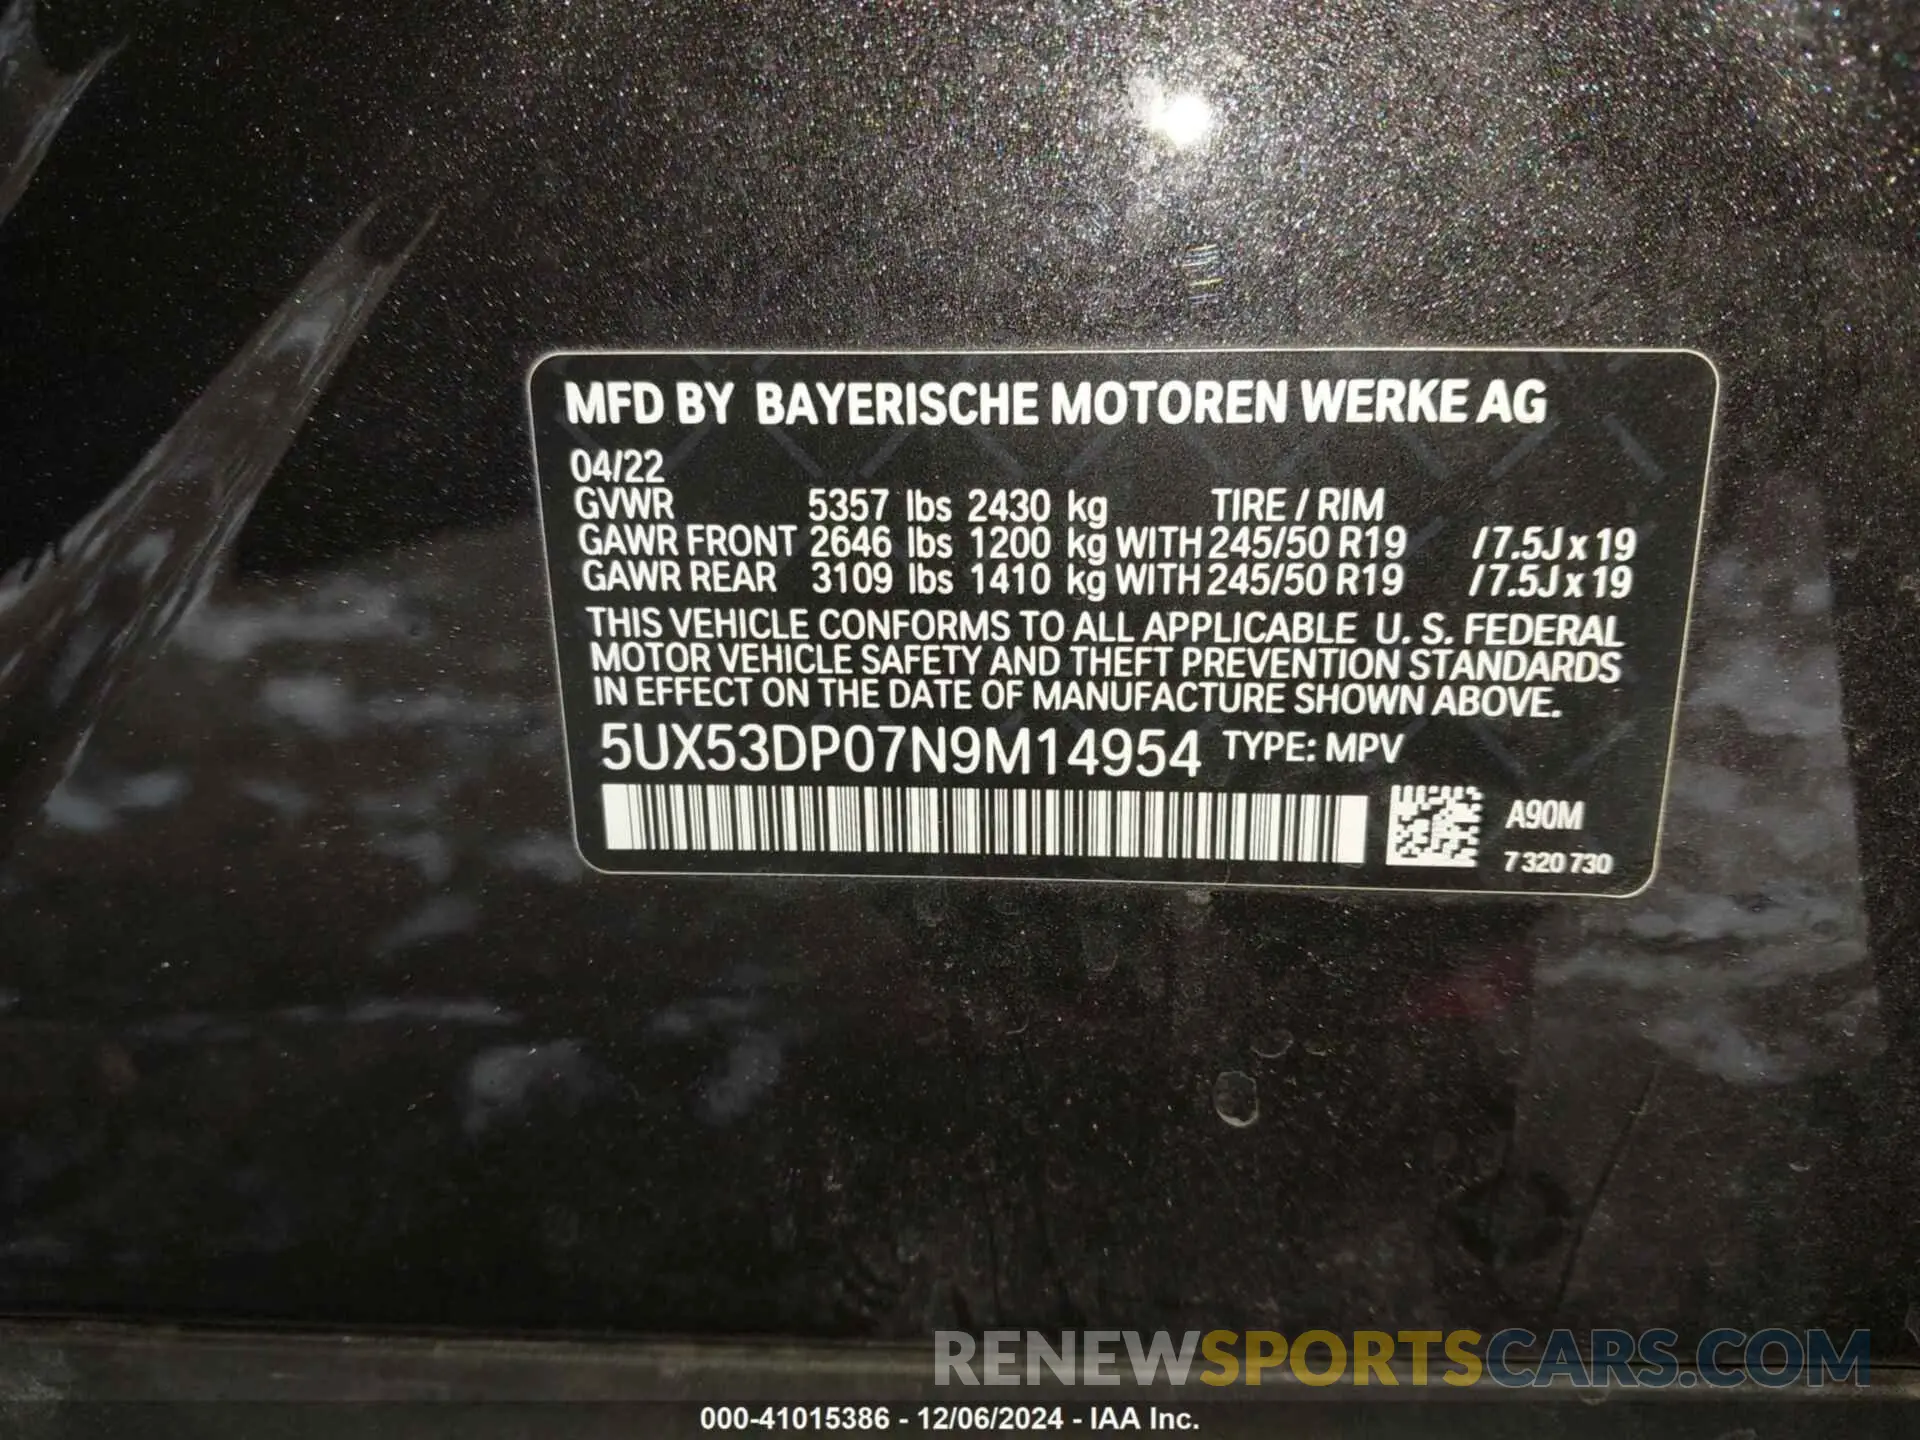 MFD BY BAYERISCHE MOTOREN WERKE AG
04/22
GVWR 5357 lbs 2430 kg TIRE / RIM
GAWR FRONT 2646 lbs 1200 kg WITH 245/50 R19 / 7.5J x 19
GAWR REAR 3109 lbs 1410 kg WITH 245/50 R19 / 7.5J x 19
THIS VEHICLE CONFORMS TO ALL APPLICABLE U. S. FEDERAL
MOTOR VEHICLE SAFETY AND THEFT PREVENTION STANDARDS
IN EFFECT ON THE DATE OF MANUFACTURE SHOWN ABOVE.
5UX53DP07N9M14954 TYPE: MPV
A90M
7 320 730
RENEWSPORTSCARS.COM
000-41015386 - 12/06/2024 - IAA Inc.